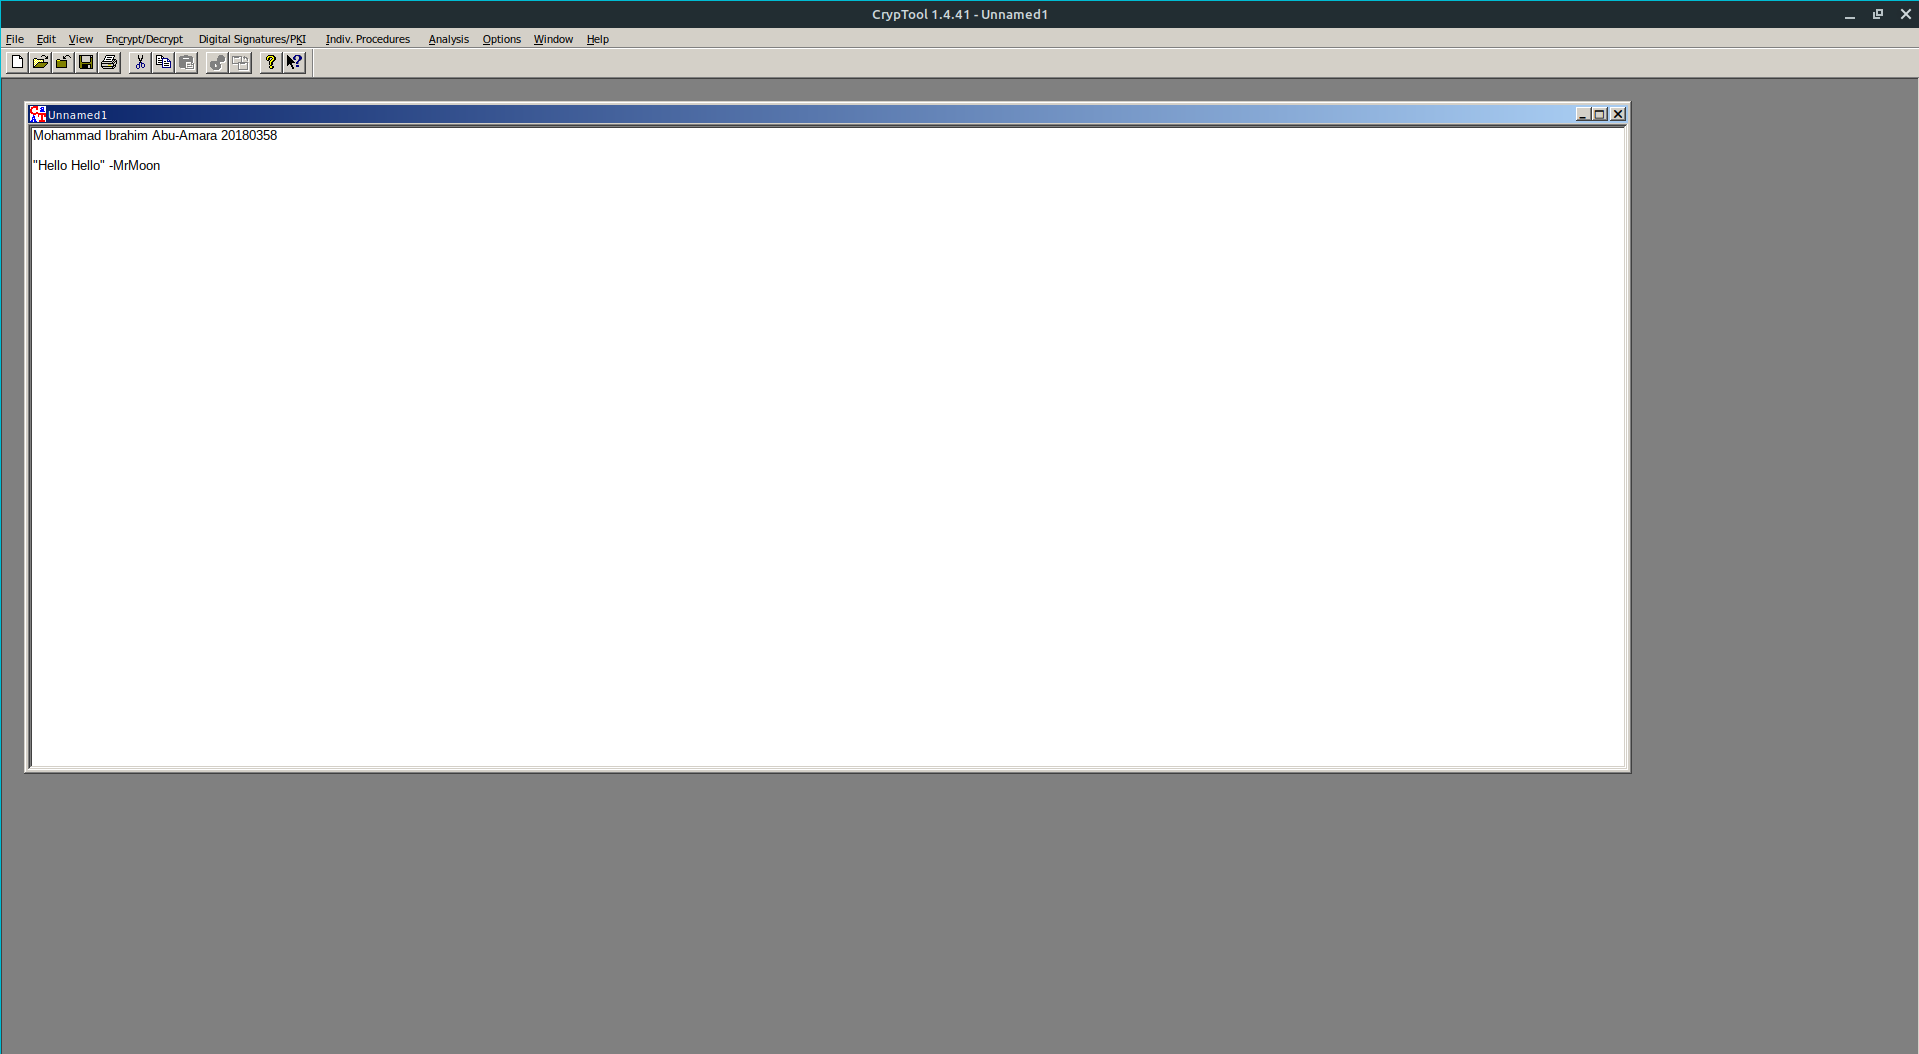 CrypTool 1.4.41 - Unnamed1
File Edit View Encrypt/Decrypt Digital Signatures/PKI Indiv. Procedures Analysis Options Window Help
Unnamed1
Mohammad Ibrahim Abu-Amara 20180358
"Hello Hello" -MrMoon